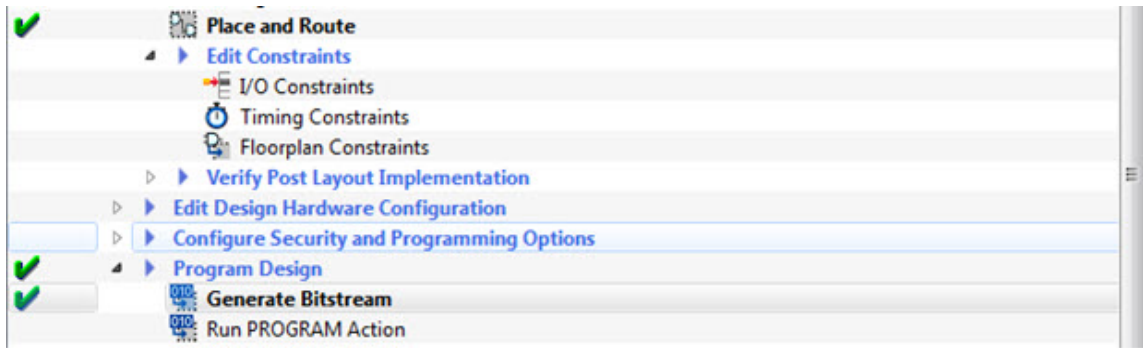 Place and Route
Edit Constraints
I/O Constraints
Timing Constraints
Floorplan Constraints
Verify Post Layout Implementation
Edit Design Hardware Configuration
Configure Security and Programming Options
Program Design
Generate Bitstream
Run PROGRAM Action